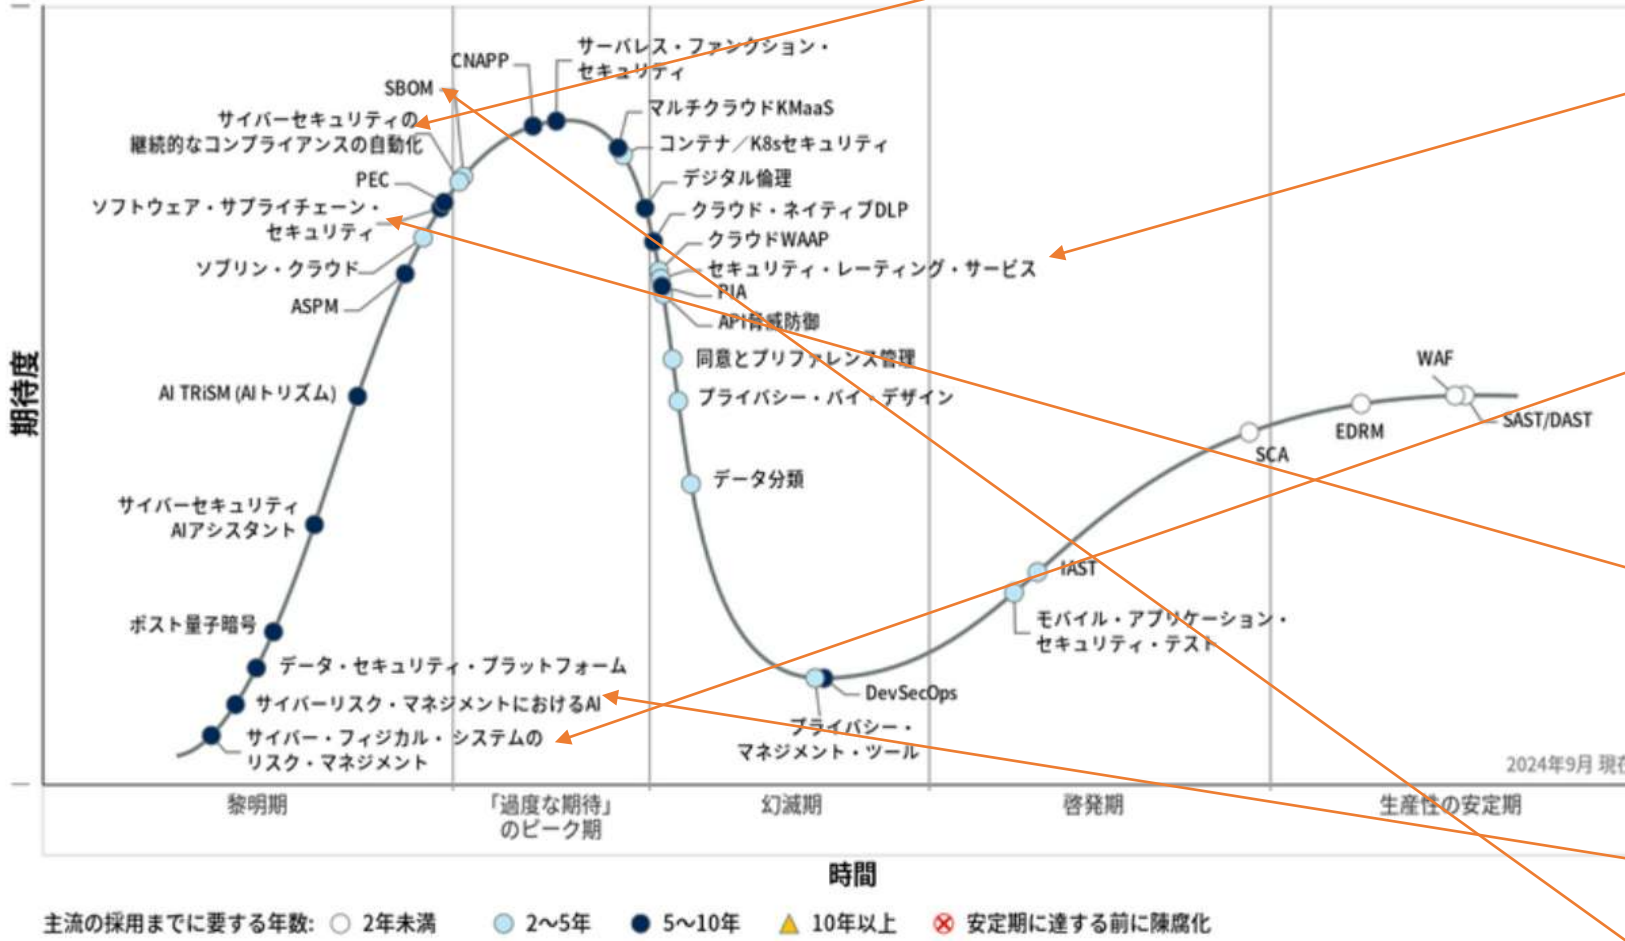 CNAPP
サーバレス・ファンクション・
セキュリティ
SBOM
マルチクラウドKMaaS
サイバーセキュリティの
継続的なコンプライアンスの自動化
コンテナ／K8sセキュリティ
PEC
デジタル倫理
ソフトウェア・サプライチェーン・
セキュリティ
クラウド・ネイティブDLP
クラウドWAAP
ソブリン・クラウド
セキュリティ・レーティング・サービス
PIA
ASPM
API脅威防御
同意とプリファレンス管理
WAF
AI TRiSM (AIトリズム)
プライバシー・バイ・デザイン
SAST/DAST
EDRM
SCA
データ分類
サイバーセキュリティ
AIアシスタント
IAST
モバイル・アプリケーション・
セキュリティ・テスト
ポスト量子暗号
データ・セキュリティ・プラットフォーム
サイバーリスク・マネジメントにおけるAI
DevSecOps
プライバシー・
マネジメント・ツール
サイバー・フィジカル・システムの
リスク・マネジメント
2024年9月 現在
期待度
黎明期
「過度な期待」
のピーク期
幻滅期
啓発期
生産性の安定期
時間
主流の採用までに要する年数: 2年未満 2～5年 5～10年 10年以上 安定期に達する前に陳腐化